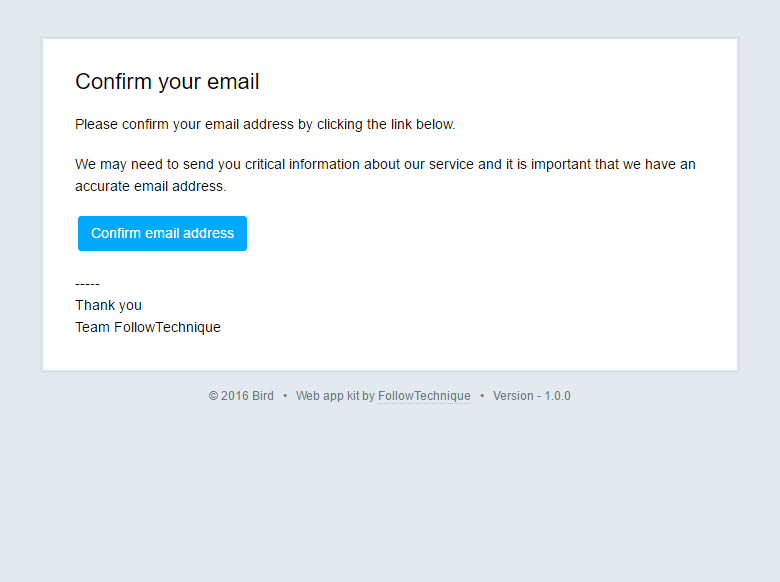 Confirm your email
Please confirm your email address by clicking the link below.
We may need to send you critical information about our service and it is important that we have an
accurate email address.
Confirm email address
-----
Thank you
Team FollowTechnique
© 2016 Bird • Web app kit by FollowTechnique • Version - 1.0.0